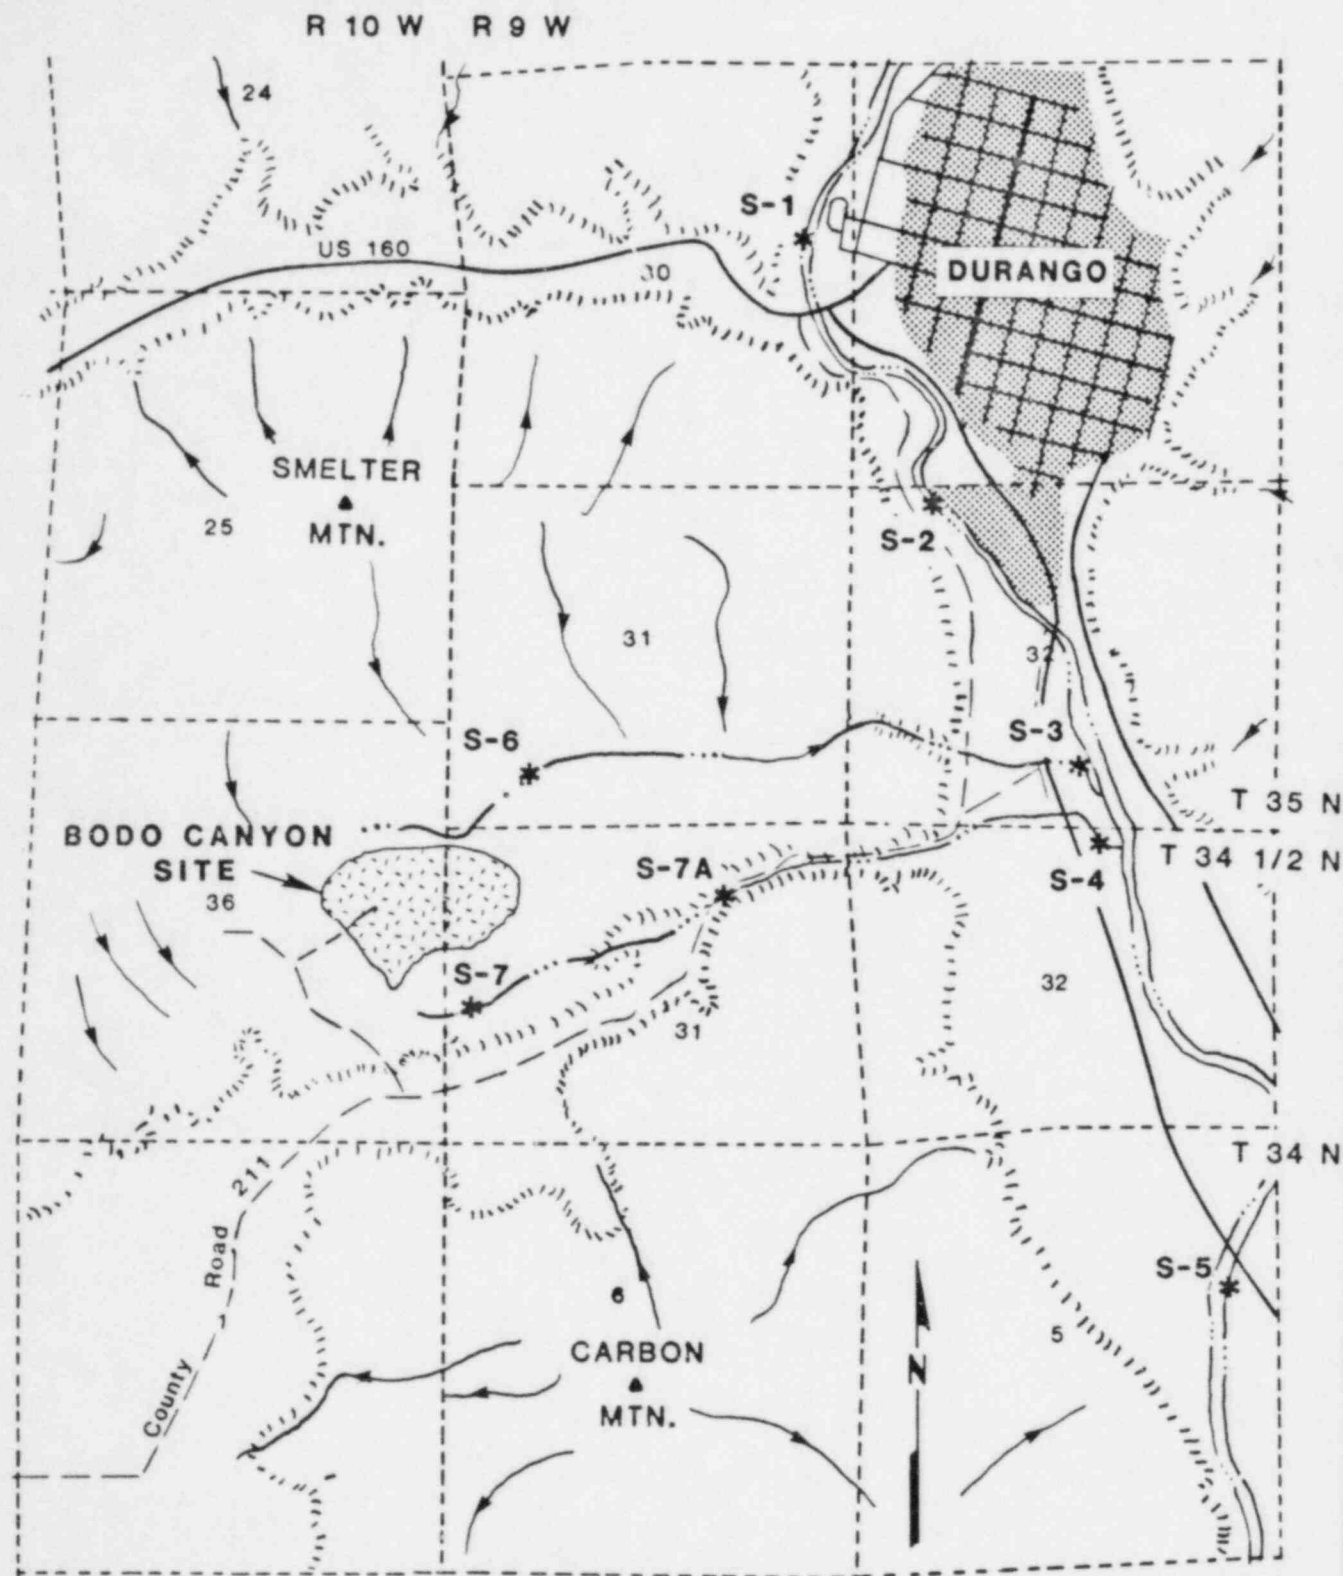 R 10 W R 9 W
24
S-1
US 160
30
DURANGO
SMELTER
MTN.
25
S-2
31
32
S-6
S-3
T 35 N
BODO CANYON
SITE
36
S-7A
T 34 1/2 N
S-4
S-7
32
31
T 34 N
County Road 211
S-5
6
5
CARBON
MTN.
N